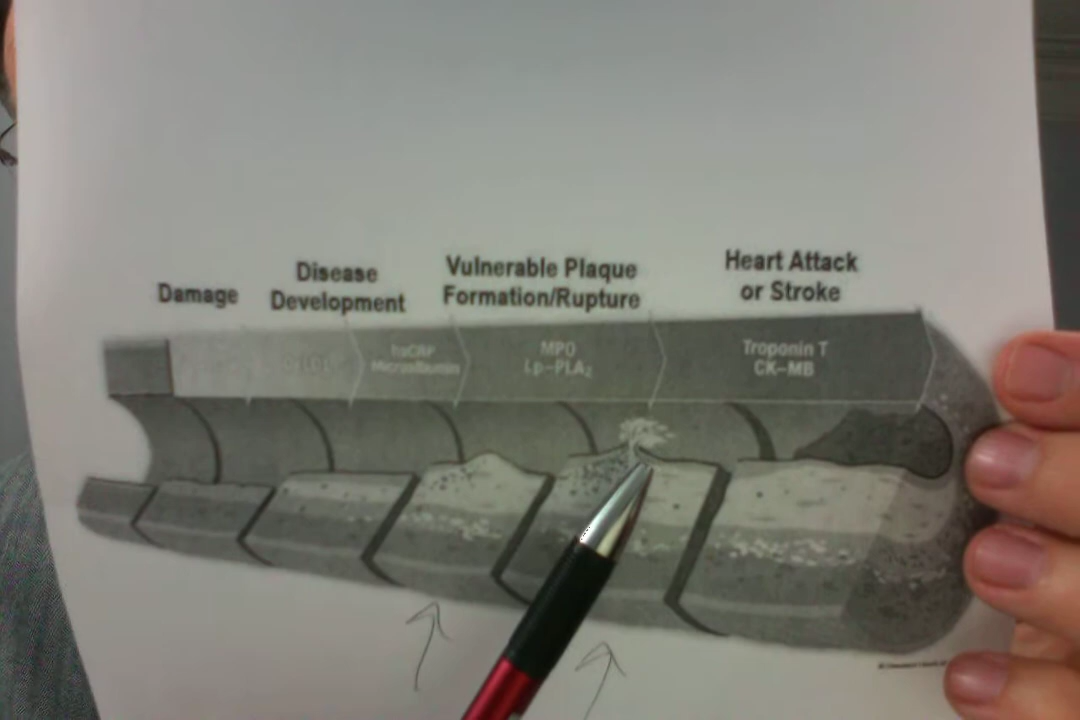 Damage
Disease
Development
Vulnerable Plaque
Formation/Rupture
Heart Attack
or Stroke
MPO
Lp-PLA₂
Troponin T
CK-MB